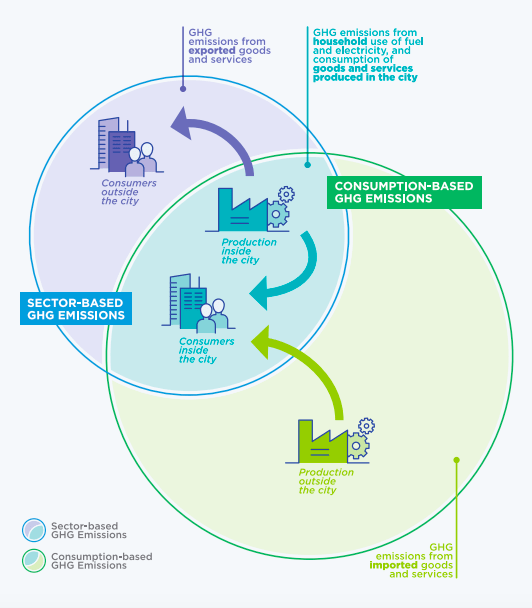 GHG
emissions from
exported goods
and services
GHG emissions from
household use of fuel
and electricity, and
consumption of
goods and services
produced in the city
Consumers
outside
the city
CONSUMPTION-BASED
GHG EMISSIONS
Production
inside
the city
SECTOR-BASED
GHG EMISSIONS
Consumers
inside
the city
Production
outside
the city
Sector-based
GHG Emissions
Consumption-based
GHG Emissions
GHG
emissions from
imported goods
and services